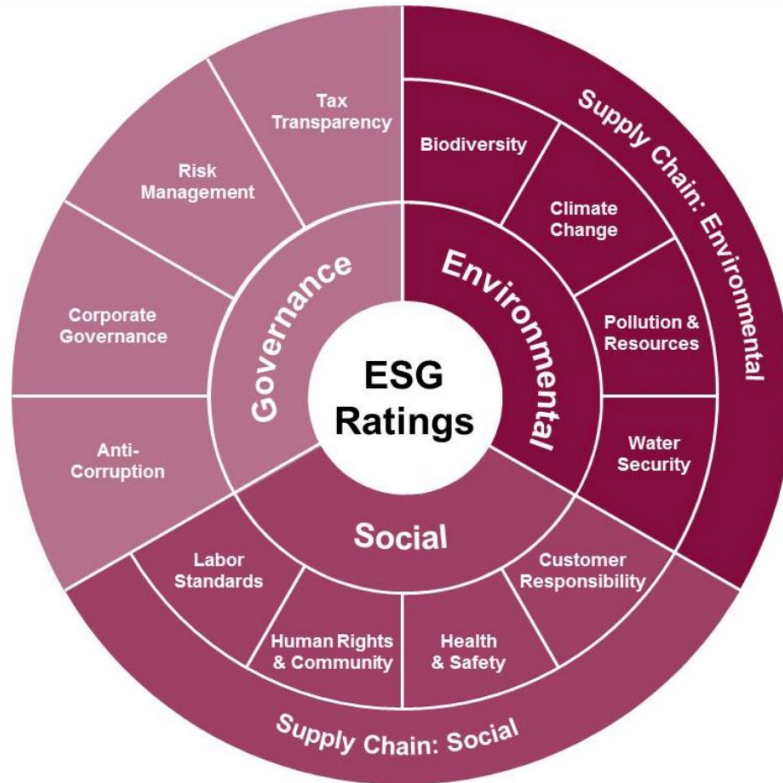 ESG
Ratings
Environmental
Biodiversity
Climate
Change
Pollution &
Resources
Water
Security
Supply Chain: Environmental
Social
Customer
Responsibility
Health
& Safety
Human Rights
& Community
Labor
Standards
Supply Chain: Social
Governance
Anti-
Corruption
Corporate
Governance
Risk
Management
Tax
Transparency